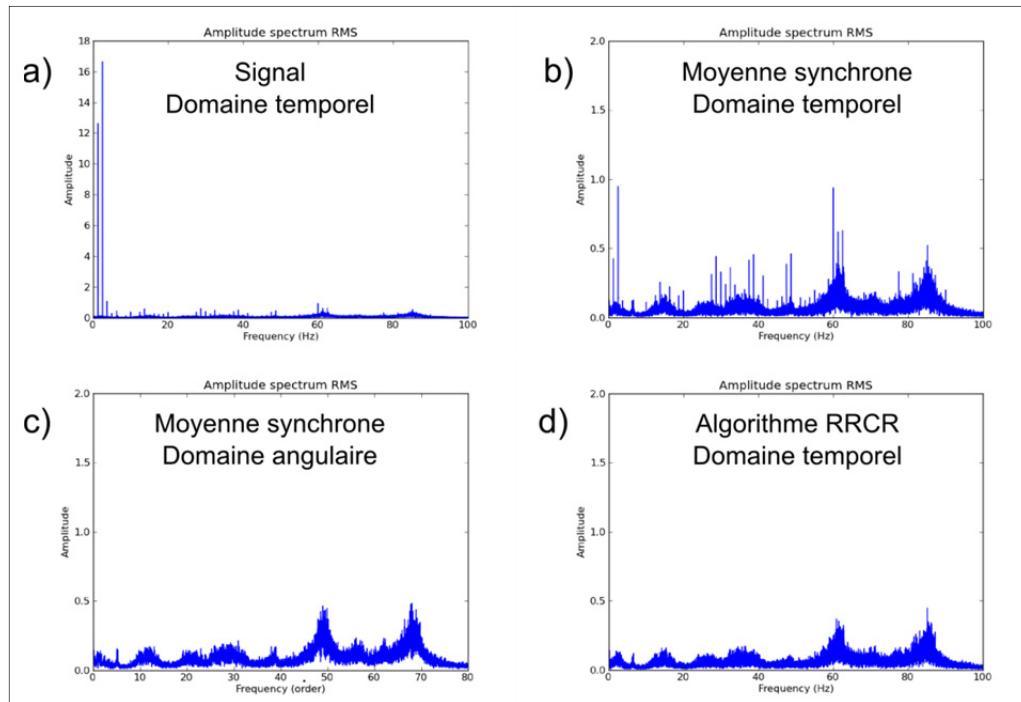 Amplitude spectrum RMS
a)
Signal
Domaine temporel
18
16
14
12
10
8
6
4
2
0
Amplitude
0 20 40 60 80 100
Frequency (Hz)
Amplitude spectrum RMS
b)
Moyenne synchrone
Domaine temporel
2.0
1.5
1.0
0.5
0.0
Amplitude
0 20 40 60 80 100
Frequency (Hz)
Amplitude spectrum RMS
c)
Moyenne synchrone
Domaine angulaire
2.0
1.5
1.0
0.5
0.0
Amplitude
0 10 20 30 40 50 60 70 80
Frequency (order)
Amplitude spectrum RMS
d)
Algorithme RRCR
Domaine temporel
2.0
1.5
1.0
0.5
0.0
Amplitude
0 20 40 60 80 100
Frequency (Hz)